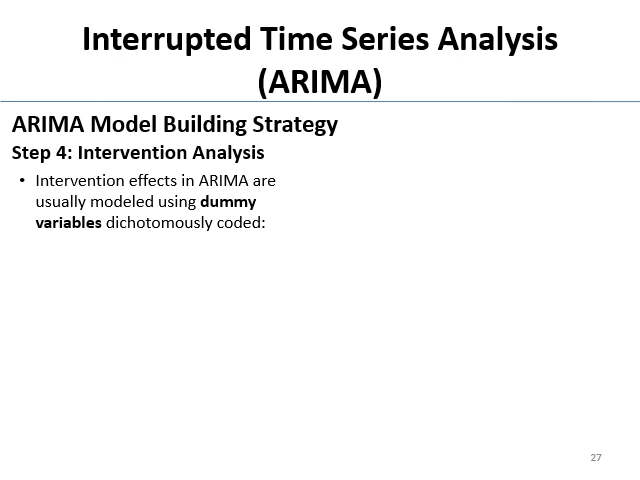 Interrupted Time Series Analysis
(ARIMA)
ARIMA Model Building Strategy
Step 4: Intervention Analysis
• Intervention effects in ARIMA are
usually modeled using dummy
variables dichotomously coded:
27